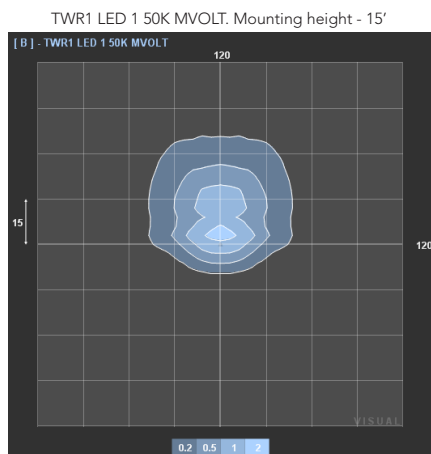 TWR1 LED 1 50K MVOLT. Mounting height - 15’
[ B ] - TWR1 LED 1 50K MVOLT
120
15
120
VISUAL
0.2 0.5 1 2